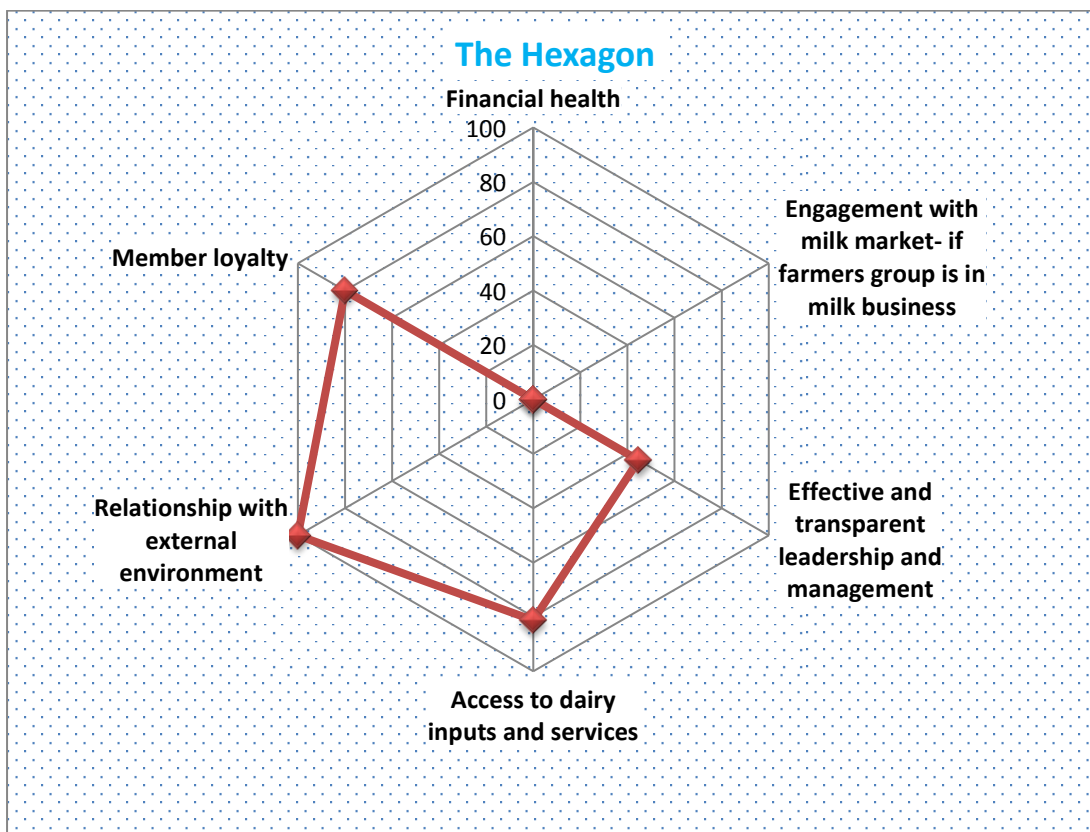 The Hexagon
Financial health
100
80
60
40
20
0
Engagement with
milk market- if
farmers group is in
milk business
Effective and
transparent
leadership and
management
Access to dairy
inputs and services
Relationship with
external
environment
Member loyalty